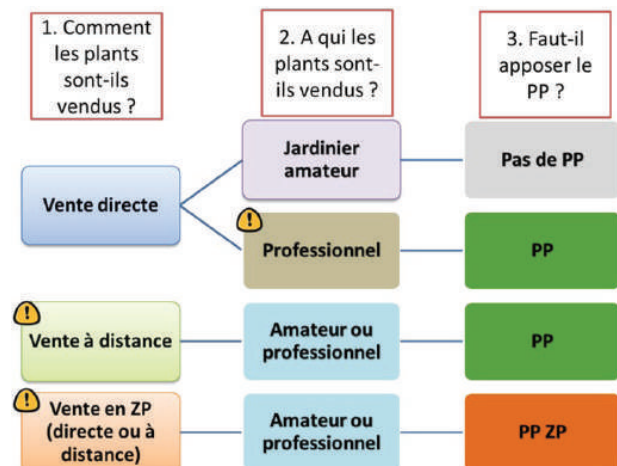 1. Comment
les plants
sont-ils
vendus ?
2. A qui les
plants sont-
ils vendus ?
3. Faut-il
apposer le
PP ?
Vente directe
Jardinier
amateur
Pas de PP
!
Professionnel
PP
!
Vente à distance
Amateur ou
professionnel
PP
!
Vente en ZP
(directe ou à
distance)
Amateur ou
professionnel
PP ZP